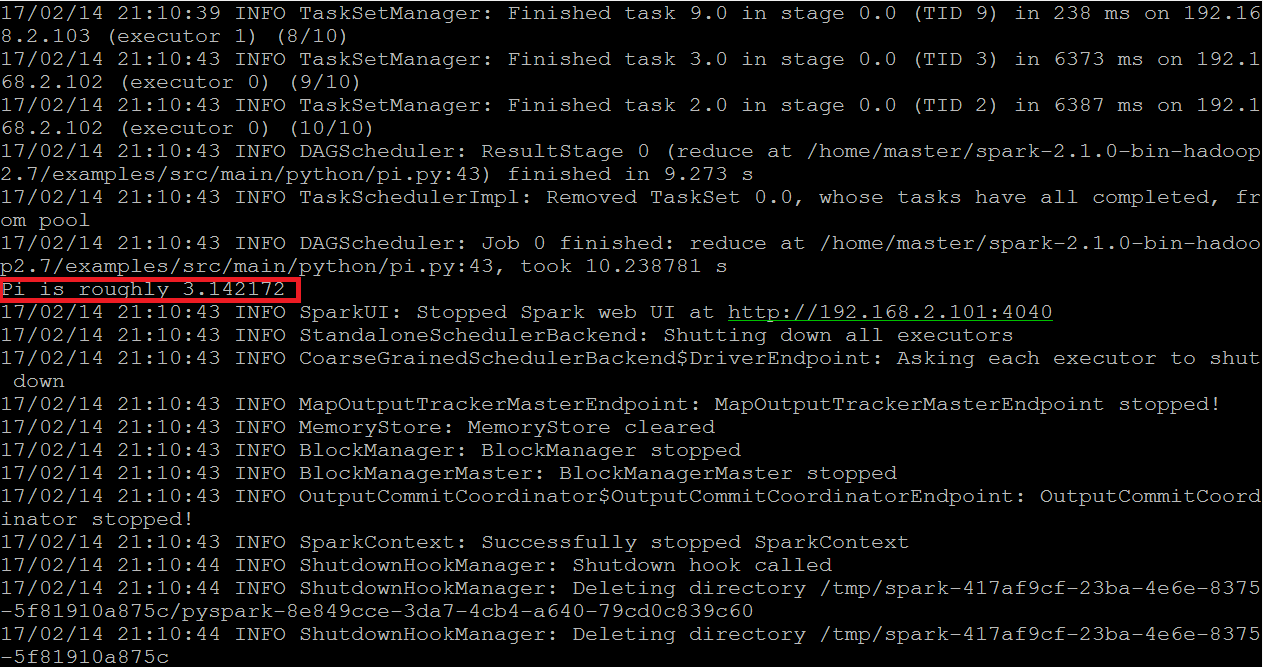 17/02/14 21:10:39 INFO TaskSetManager: Finished task 9.0 in stage 0.0 (TID 9) in 238 ms on 192.16
8.2.103 (executor 1) (8/10)
17/02/14 21:10:43 INFO TaskSetManager: Finished task 3.0 in stage 0.0 (TID 3) in 6373 ms on 192.1
68.2.102 (executor 0) (9/10)
17/02/14 21:10:43 INFO TaskSetManager: Finished task 2.0 in stage 0.0 (TID 2) in 6387 ms on 192.1
68.2.102 (executor 0) (10/10)
17/02/14 21:10:43 INFO DAGScheduler: ResultStage 0 (reduce at /home/master/spark-2.1.0-bin-hadoop
2.7/examples/src/main/python/pi.py:43) finished in 9.273 s
17/02/14 21:10:43 INFO TaskSchedulerImpl: Removed TaskSet 0.0, whose tasks have all completed, fr
om pool
17/02/14 21:10:43 INFO DAGScheduler: Job 0 finished: reduce at /home/master/spark-2.1.0-bin-hadoo
p2.7/examples/src/main/python/pi.py:43, took 10.238781 s
Pi is roughly 3.142172
17/02/14 21:10:43 INFO SparkUI: Stopped Spark web UI at http://192.168.2.101:4040
17/02/14 21:10:43 INFO StandaloneSchedulerBackend: Shutting down all executors
17/02/14 21:10:43 INFO CoarseGrainedSchedulerBackend$DriverEndpoint: Asking each executor to shut
 down
17/02/14 21:10:43 INFO MapOutputTrackerMasterEndpoint: MapOutputTrackerMasterEndpoint stopped!
17/02/14 21:10:43 INFO MemoryStore: MemoryStore cleared
17/02/14 21:10:43 INFO BlockManager: BlockManager stopped
17/02/14 21:10:43 INFO BlockManagerMaster: BlockManagerMaster stopped
17/02/14 21:10:43 INFO OutputCommitCoordinator$OutputCommitCoordinatorEndpoint: OutputCommitCoord
inator stopped!
17/02/14 21:10:43 INFO SparkContext: Successfully stopped SparkContext
17/02/14 21:10:44 INFO ShutdownHookManager: Shutdown hook called
17/02/14 21:10:44 INFO ShutdownHookManager: Deleting directory /tmp/spark-417af9cf-23ba-4e6e-8375
-5f81910a875c/pyspark-8e849cce-3da7-4cb4-a640-79cd0c839c60
17/02/14 21:10:44 INFO ShutdownHookManager: Deleting directory /tmp/spark-417af9cf-23ba-4e6e-8375
-5f81910a875c